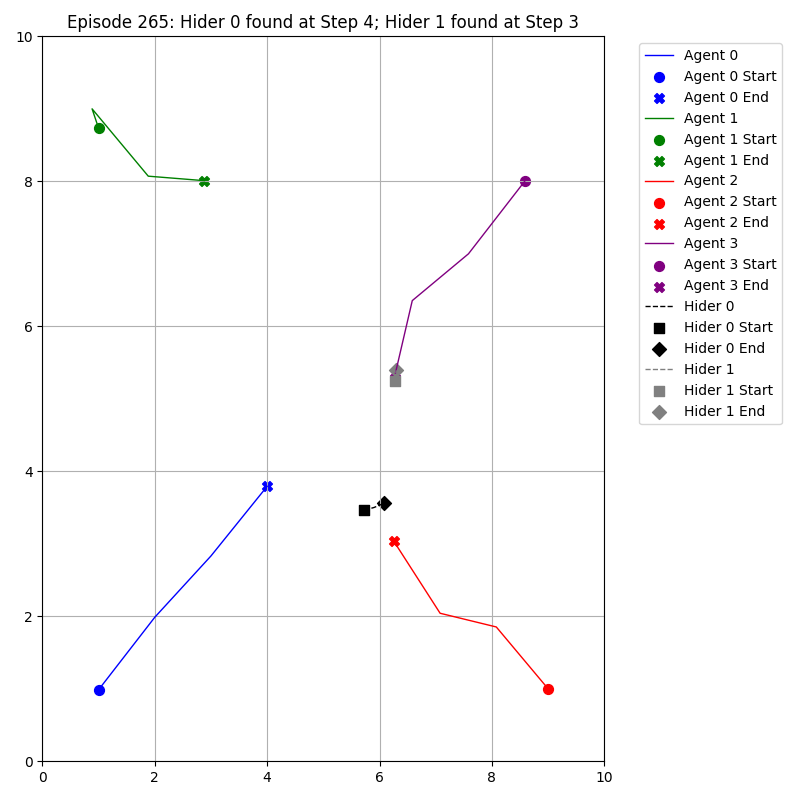 Episode 265: Hider 0 found at Step 4; Hider 1 found at Step 3
10
8
6
4
2
0
0 2 4 6 8 10
Agent 0
Agent 0 Start
Agent 0 End
Agent 1
Agent 1 Start
Agent 1 End
Agent 2
Agent 2 Start
Agent 2 End
Agent 3
Agent 3 Start
Agent 3 End
Hider 0
Hider 0 Start
Hider 0 End
Hider 1
Hider 1 Start
Hider 1 End